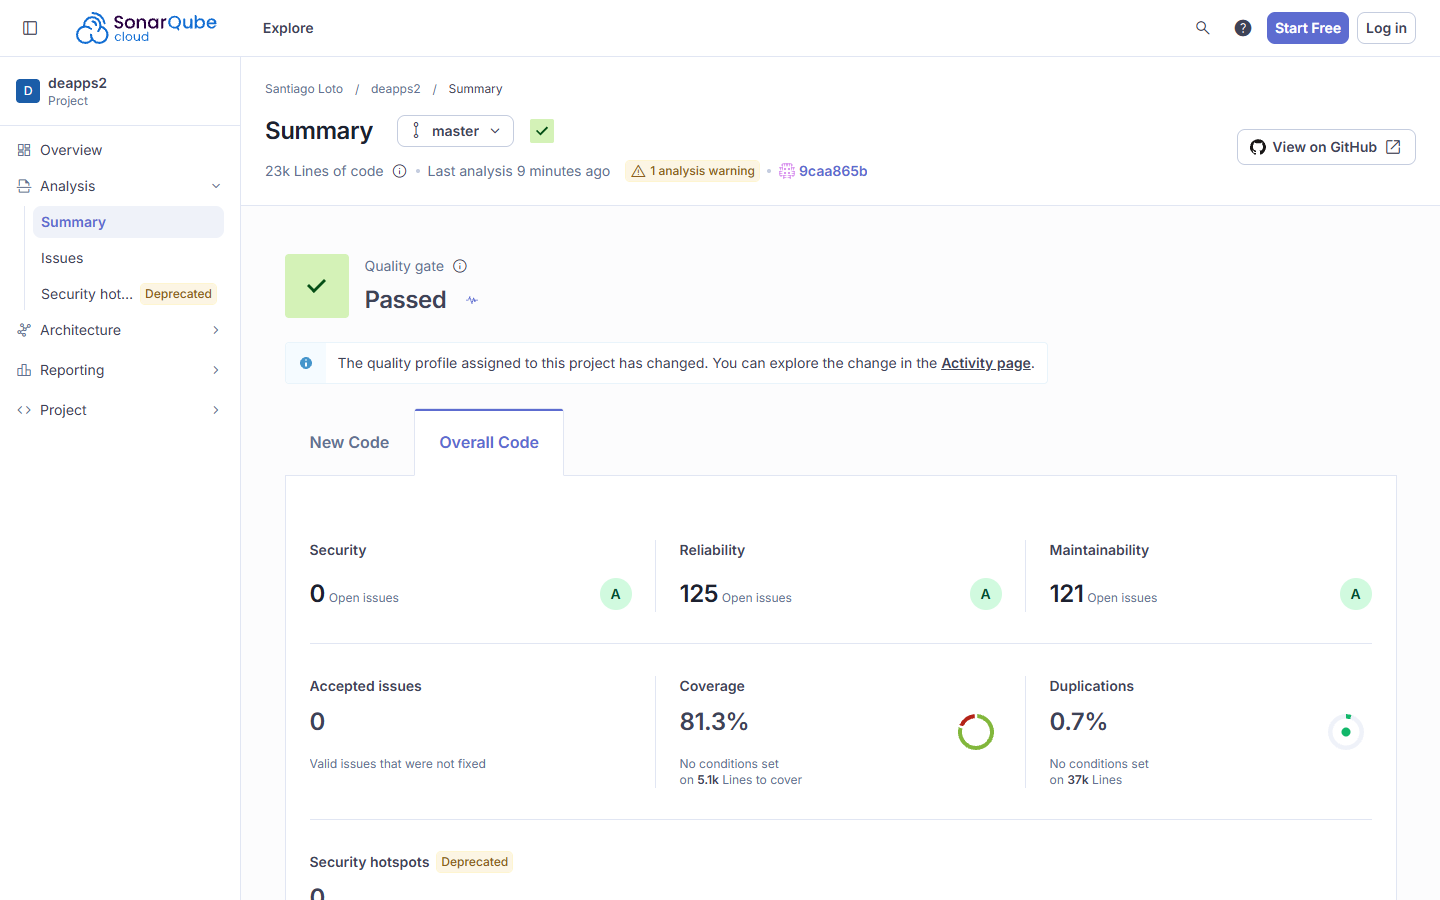 SonarQube cloud
Explore
?
Start Free
Log in
D
deapps2
Project
Overview
Analysis
Summary
Issues
Security hot... Deprecated
Architecture
Reporting
Project
Santiago Loto / deapps2 / Summary
Summary
master
View on GitHub
23k Lines of code • Last analysis 9 minutes ago 1 analysis warning • 9caa865b
Quality gate
Passed
The quality profile assigned to this project has changed. You can explore the change in the Activity page.
New Code
Overall Code
Security
0 Open issues
A
Reliability
125 Open issues
A
Maintainability
121 Open issues
A
Accepted issues
0
Valid issues that were not fixed
Coverage
81.3%
No conditions set
on 5.1k Lines to cover
Duplications
0.7%
No conditions set
on 37k Lines
Security hotspots Deprecated
0